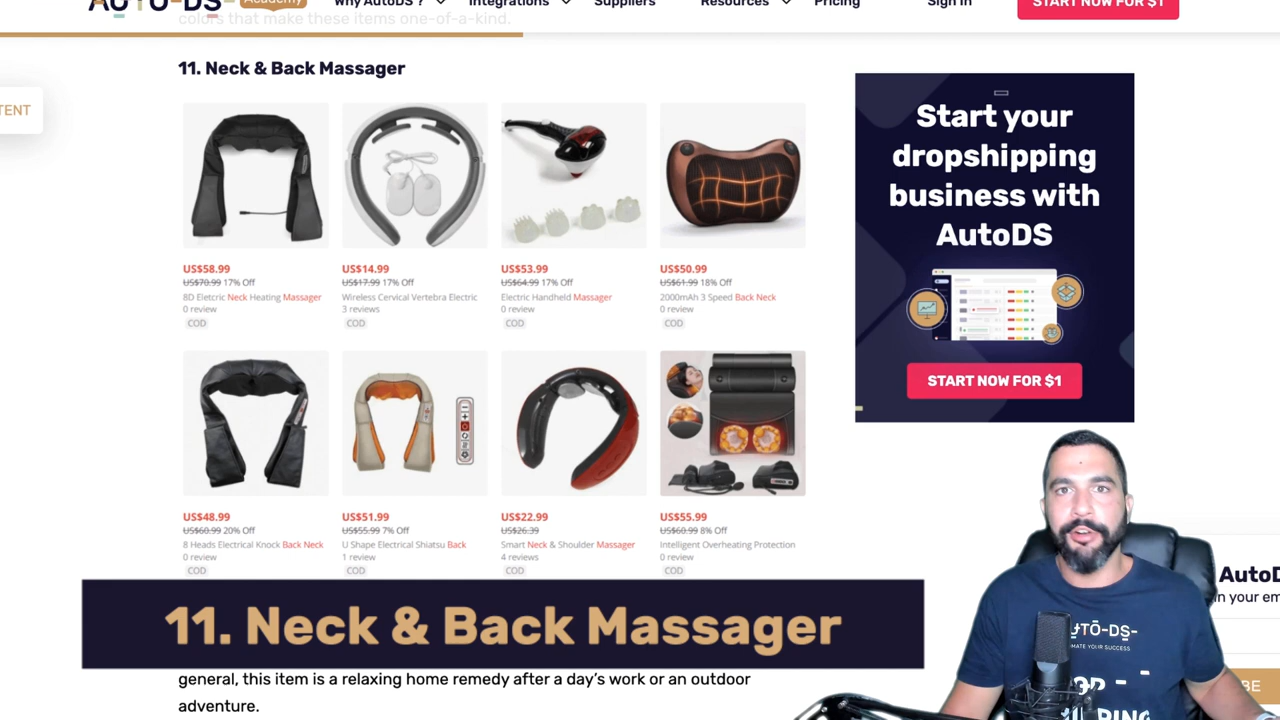 AUTO-DS-
Academy
Why AutoDS ?
Integrations
Suppliers
Resources
Pricing
Sign In
START NOW FOR $1
colors that make these items one-of-a-kind.
TENT
11. Neck & Back Massager
US$58.99
US$70.99 17% Off
8D Eletric Neck Heating Massager
0 review
COD
US$14.99
US$17.99 17% Off
Wireless Cervical Vertebra Electric
3 reviews
COD
US$53.99
US$64.99 17% Off
Electric Handheld Massager
0 review
COD
US$50.99
US$61.99 18% Off
2000mAh 3 Speed Back Neck
0 review
COD
US$48.99
US$60.99 20% Off
8 Heads Electrical Knock Back Neck
0 review
COD
US$51.99
US$55.99 7% Off
U Shape Electrical Shiatsu Back
1 review
COD
US$22.99
US$26.39
Smart Neck & Shoulder Massager
4 reviews
COD
US$55.99
US$60.99 8% Off
Intelligent Overheating Protection
0 review
COD
Start your
dropshipping
business with
AutoDS
START NOW FOR $1
11. Neck & Back Massager
general, this item is a relaxing home remedy after a day's work or an outdoor
adventure.
AutoD
in your em
BE
UTO-DS-
MATE YOUR SUCCESS